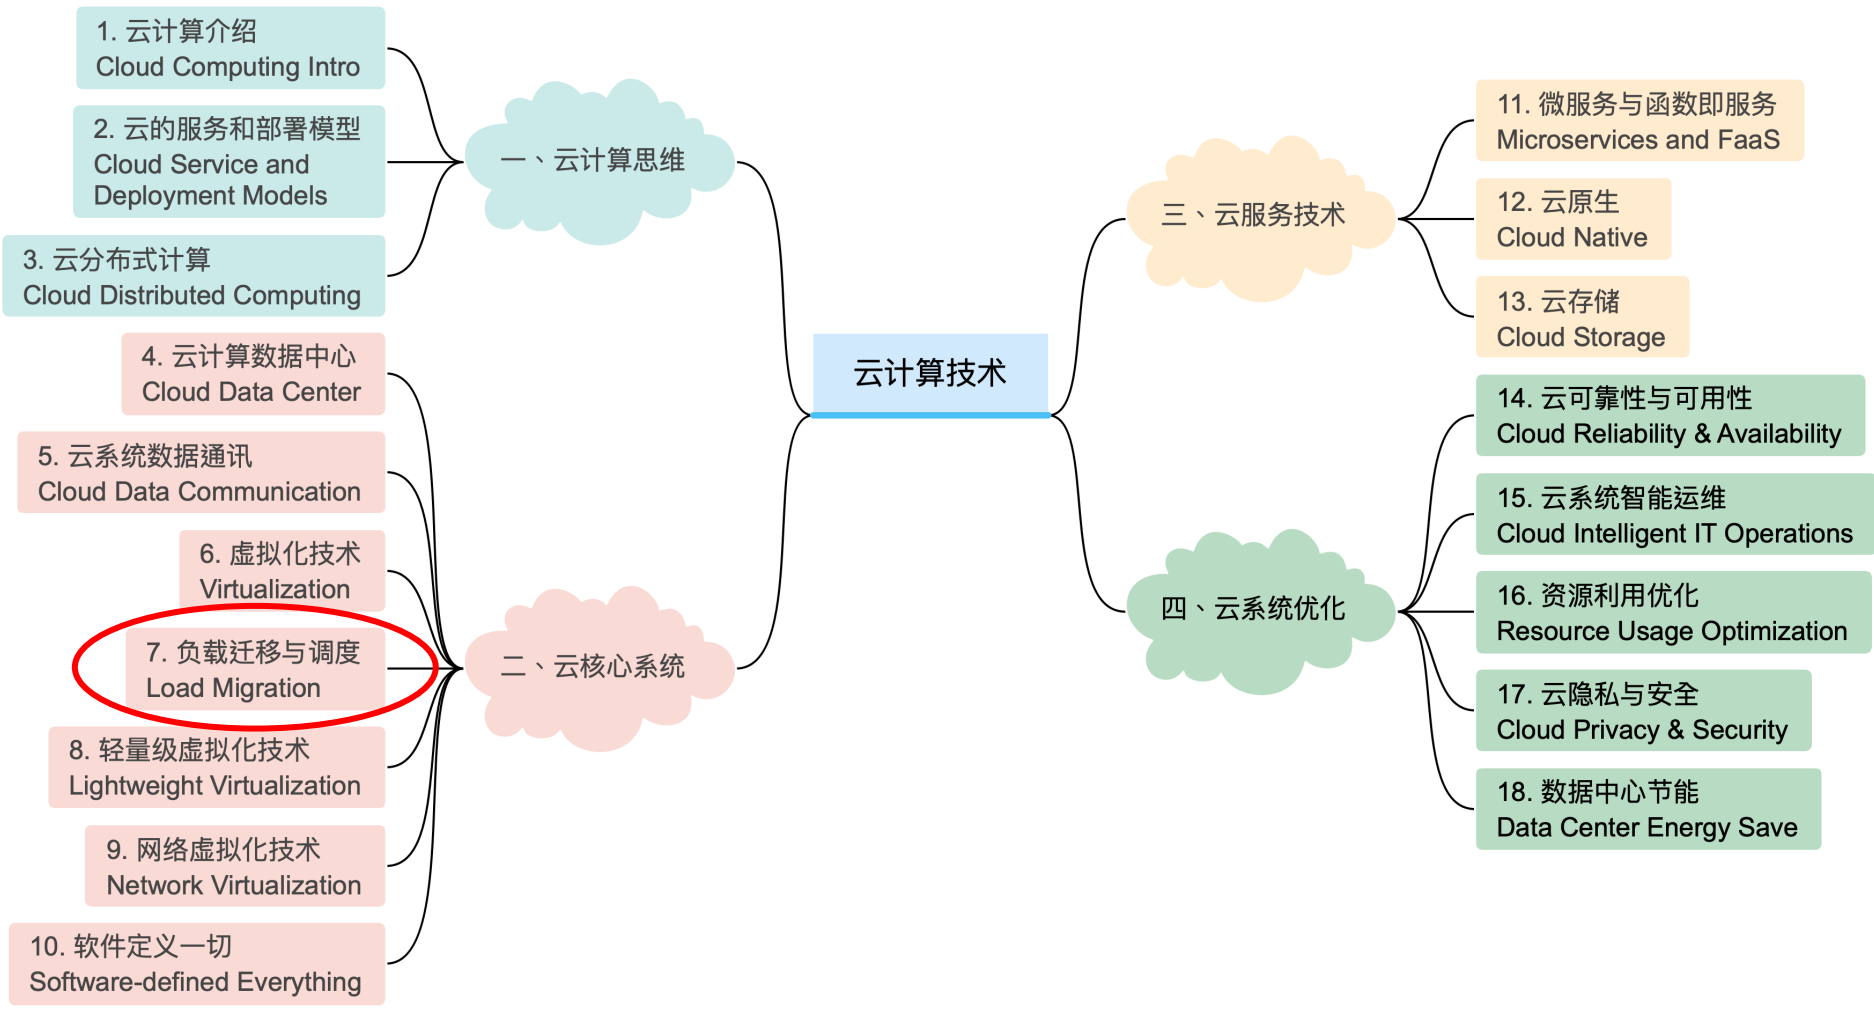 云计算技术
一、云计算思维
1. 云计算介绍
Cloud Computing Intro
2. 云的服务和部署模型
Cloud Service and
Deployment Models
3. 云分布式计算
Cloud Distributed Computing
二、云核心系统
4. 云计算数据中心
Cloud Data Center
5. 云系统数据通讯
Cloud Data Communication
6. 虚拟化技术
Virtualization
7. 负载迁移与调度
Load Migration
8. 轻量级虚拟化技术
Lightweight Virtualization
9. 网络虚拟化技术
Network Virtualization
10. 软件定义一切
Software-defined Everything
三、云服务技术
11. 微服务与函数即服务
Microservices and FaaS
12. 云原生
Cloud Native
13. 云存储
Cloud Storage
四、云系统优化
14. 云可靠性与可用性
Cloud Reliability & Availability
15. 云系统智能运维
Cloud Intelligent IT Operations
16. 资源利用优化
Resource Usage Optimization
17. 云隐私与安全
Cloud Privacy & Security
18. 数据中心节能
Data Center Energy Save